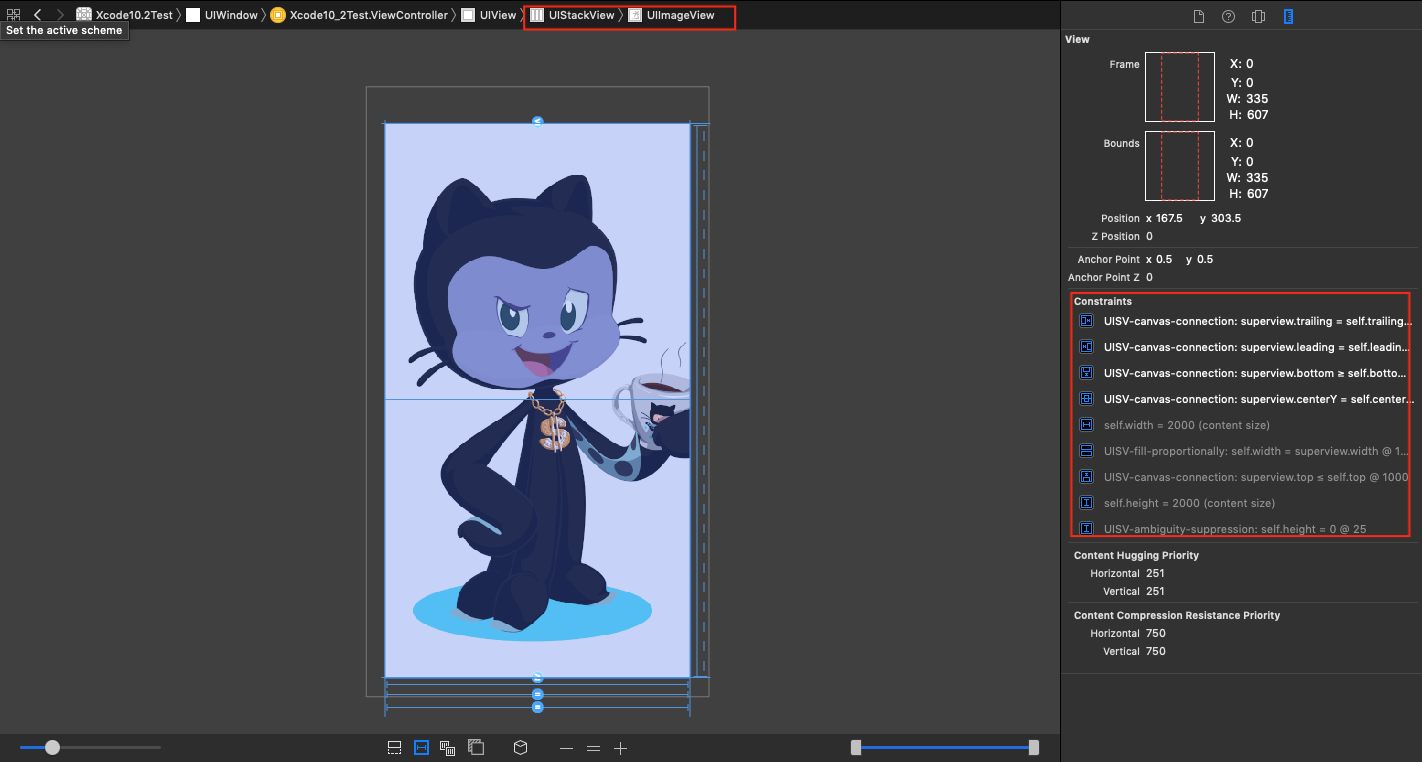 Xcode10.2Test 〉 UIWindow 〉 Xcode10_2Test.ViewController 〉 UIView 〉 UIStackView 〉 UIImageView
Set the active scheme
View
Frame
X: 0
Y: 0
W: 335
H: 607
Bounds
X: 0
Y: 0
W: 335
H: 607
Position x 167.5 y 303.5
Z Position 0
Anchor Point x 0.5 y 0.5
Anchor Point Z 0
Constraints
UISV-canvas-connection: superview.trailing = self.trailing...
UISV-canvas-connection: superview.leading = self.leadin...
UISV-canvas-connection: superview.bottom ≥ self.botto...
UISV-canvas-connection: superview.centerY = self.center...
self.width = 2000 (content size)
UISV-fill-proportionally: self.width = superview.width @ 1...
UISV-canvas-connection: superview.top ≤ self.top @ 1000
self.height = 2000 (content size)
UISV-ambiguity-suppression: self.height = 0 @ 25
Content Hugging Priority
Horizontal 251
Vertical 251
Content Compression Resistance Priority
Horizontal 750
Vertical 750